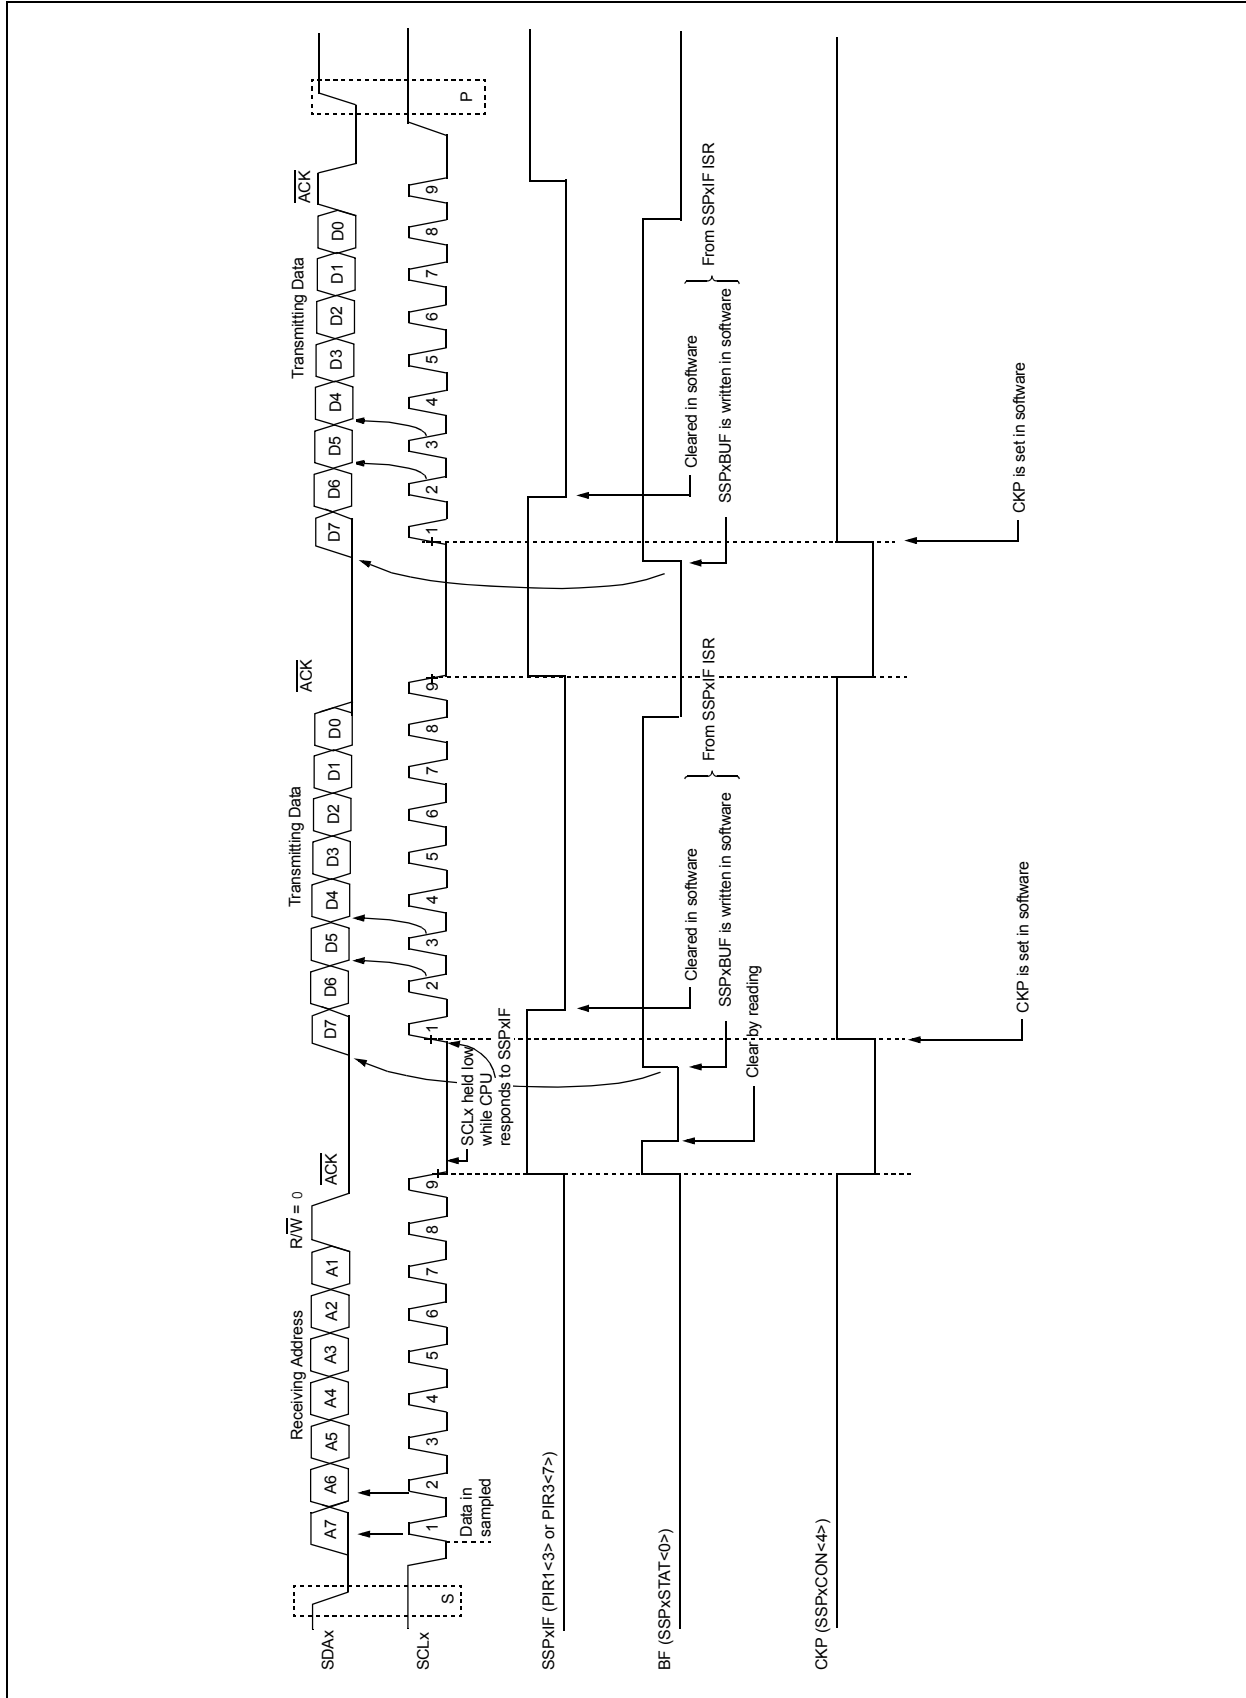 Receiving Address
R/W = 0
ACK
Transmitting Data
ACK
Transmitting Data
ACK
SDAx
A7
A6
A5
A4
A3
A2
A1
D7
D6
D5
D4
D3
D2
D1
D0
D7
D6
D5
D4
D3
D2
D1
D0
SCLx
S
1
2
3
4
5
6
7
8
9
1
2
3
4
5
6
7
8
9
1
2
3
4
5
6
7
8
9
P
Data in
sampled
SCLx held low
while CPU
responds to SSPxIF
SSPxIF (PIR1<3> or PIR3<7>)
BF (SSPxSTAT<0>)
Cleared in software
SSPxBUF is written in software
From SSPxIF ISR
Clear by reading
Cleared in software
SSPxBUF is written in software
From SSPxIF ISR
CKP (SSPxCON<4>)
CKP is set in software
CKP is set in software